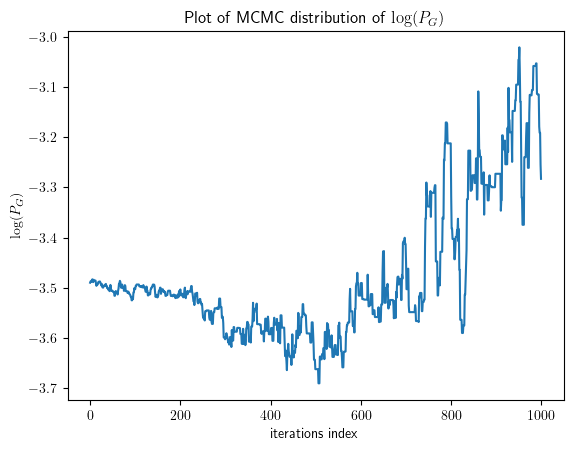 Plot of MCMC distribution of log(P_G)
−3.0
−3.1
−3.2
−3.3
−3.4
−3.5
−3.6
−3.7
log(P_G)
0 200 400 600 800 1000
iterations index